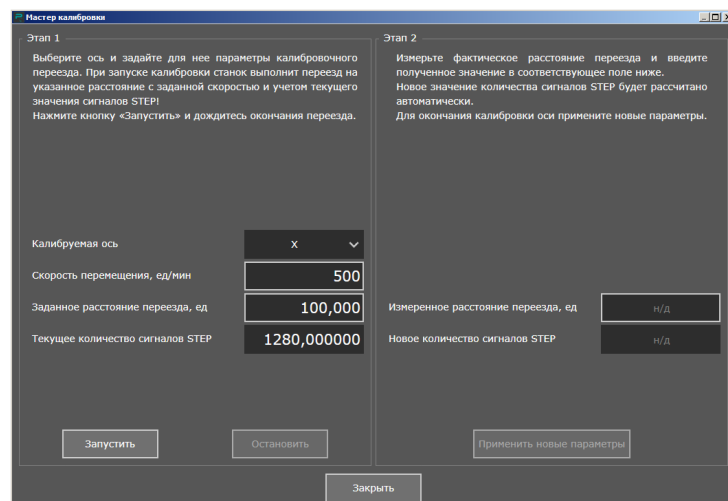 Мастер калибровки
Этап 1
Выберите ось и задайте для нее параметры калибровочного
переезда. При запуске калибровки станок выполнит переезд на
указанное расстояние с заданной скоростью и учетом текущего
значения сигналов STEP!
Нажмите кнопку «Запустить» и дождитесь окончания переезда.
Калибруемая ось
X
Скорость перемещения, ед/мин
500
Заданное расстояние переезда, ед
100,000
Текущее количество сигналов STEP
1280,000000
Запустить
Остановить
Этап 2
Измерьте фактическое расстояние переезда и введите
полученное значение в соответствующее поле ниже.
Новое значение количества сигналов STEP будет рассчитано
автоматически.
Для окончания калибровки оси примените новые параметры.
Измеренное расстояние переезда, ед
н/д
Новое количество сигналов STEP
н/д
Применить новые параметры
Закрыть